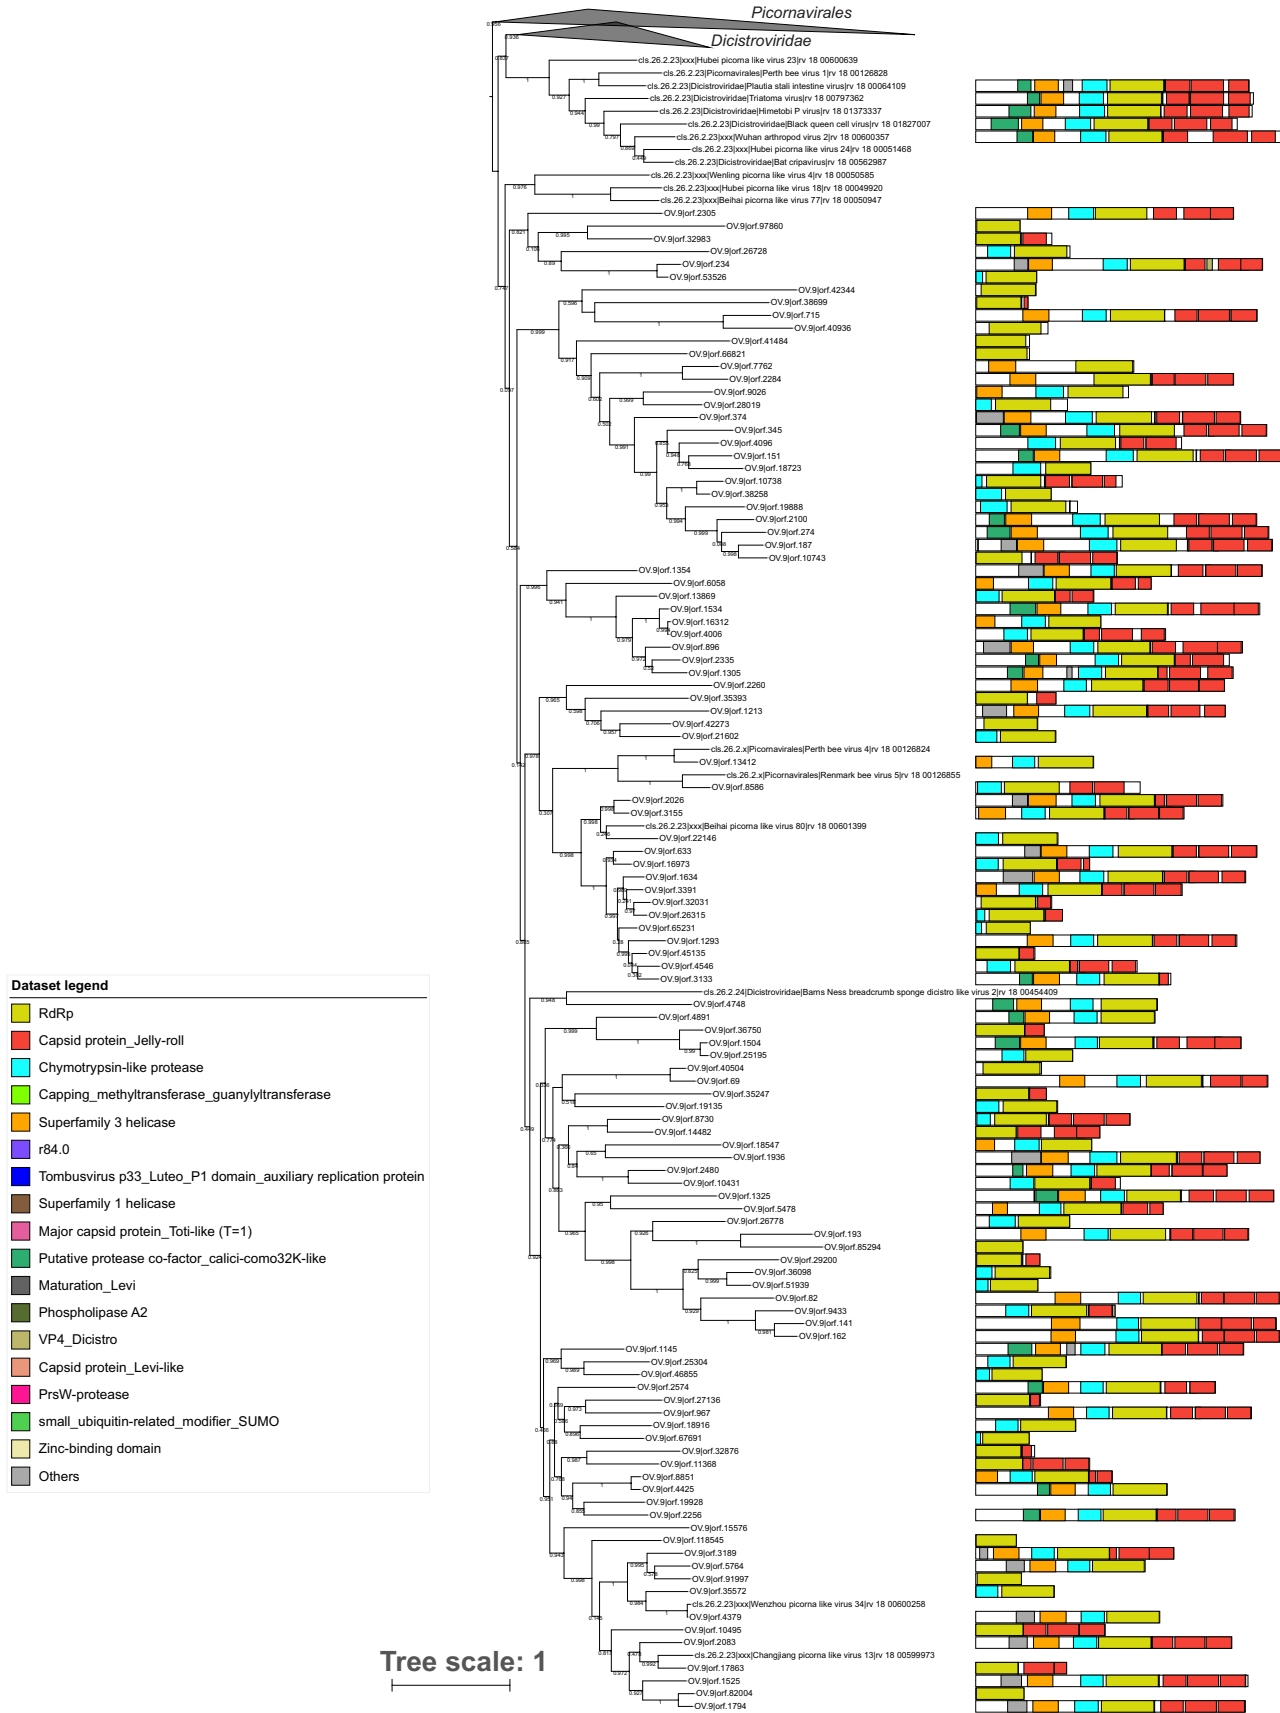 Picornavirales
Dicistroviridae
cls.26.2.23|xxx|Hubei picorna like virus 23|rv 18 00600639
cls.26.2.23|Picornavirales|Perth bee virus 1|rv 18 00126828
cls.26.2.23|Dicistroviridae|Plautia stali intestine virus|rv 18 00064109
cls.26.2.23|Dicistroviridae|Triatoma virus|rv 18 00797362
cls.26.2.23|Dicistroviridae|Himetobi P virus|rv 18 01373337
cls.26.2.23|Dicistroviridae|Black queen cell virus|rv 18 01827007
cls.26.2.23|xxx|Wuhan arthropod virus 2|rv 18 00600357
cls.26.2.23|xxx|Hubei picorna like virus 24|rv 18 00051468
cls.26.2.23|Dicistroviridae|Bat cripavirus|rv 18 00562987
cls.26.2.23|xxx|Wenling picorna like virus 4|rv 18 00050585
cls.26.2.23|xxx|Hubei picorna like virus 18|rv 18 00049920
cls.26.2.23|xxx|Beihai picorna like virus 77|rv 18 00050947
OV.9|orf.2305
OV.9|orf.97860
OV.9|orf.32983
OV.9|orf.26728
OV.9|orf.234
OV.9|orf.53526
OV.9|orf.42344
OV.9|orf.38699
OV.9|orf.715
OV.9|orf.40936
OV.9|orf.41484
OV.9|orf.66821
OV.9|orf.7762
OV.9|orf.2284
OV.9|orf.9026
OV.9|orf.28019
OV.9|orf.374
OV.9|orf.345
OV.9|orf.4096
OV.9|orf.151
OV.9|orf.18723
OV.9|orf.10738
OV.9|orf.38258
OV.9|orf.19888
OV.9|orf.2100
OV.9|orf.274
OV.9|orf.187
OV.9|orf.10743
OV.9|orf.1354
OV.9|orf.6058
OV.9|orf.13869
OV.9|orf.1534
OV.9|orf.16312
OV.9|orf.4006
OV.9|orf.896
OV.9|orf.2335
OV.9|orf.1305
OV.9|orf.2260
OV.9|orf.35393
OV.9|orf.1213
OV.9|orf.42273
OV.9|orf.21602
cls.26.2.x|Picornavirales|Perth bee virus 4|rv 18 00126824
OV.9|orf.13412
cls.26.2.x|Picornavirales|Renmark bee virus 5|rv 18 00126855
OV.9|orf.8586
OV.9|orf.2026
OV.9|orf.3155
cls.26.2.23|xxx|Beihai picorna like virus 80|rv 18 00601399
OV.9|orf.22146
OV.9|orf.633
OV.9|orf.16973
OV.9|orf.1634
OV.9|orf.3391
OV.9|orf.32031
OV.9|orf.26315
OV.9|orf.65231
OV.9|orf.1293
OV.9|orf.45135
OV.9|orf.4546
OV.9|orf.3133
cls.26.2.24|Dicistroviridae|Barns Ness breadcrumb sponge dicistro like virus 2|rv 18 00454409
OV.9|orf.4748
OV.9|orf.4891
OV.9|orf.36750
OV.9|orf.1504
OV.9|orf.25195
OV.9|orf.40504
OV.9|orf.69
OV.9|orf.35247
OV.9|orf.19135
OV.9|orf.8730
OV.9|orf.14482
OV.9|orf.18547
OV.9|orf.1936
OV.9|orf.2480
OV.9|orf.10431
OV.9|orf.1325
OV.9|orf.5478
OV.9|orf.26778
OV.9|orf.193
OV.9|orf.85294
OV.9|orf.29200
OV.9|orf.36098
OV.9|orf.51939
OV.9|orf.82
OV.9|orf.9433
OV.9|orf.141
OV.9|orf.162
OV.9|orf.1145
OV.9|orf.25304
OV.9|orf.46855
OV.9|orf.2574
OV.9|orf.27136
OV.9|orf.967
OV.9|orf.18916
OV.9|orf.67691
OV.9|orf.32876
OV.9|orf.11368
OV.9|orf.8851
OV.9|orf.4425
OV.9|orf.19928
OV.9|orf.2256
OV.9|orf.15576
OV.9|orf.118545
OV.9|orf.3189
OV.9|orf.5764
OV.9|orf.91997
OV.9|orf.35572
cls.26.2.23|xxx|Wenzhou picorna like virus 34|rv 18 00600258
OV.9|orf.4379
OV.9|orf.10495
OV.9|orf.2083
cls.26.2.23|xxx|Changjiang picorna like virus 13|rv 18 00599973
OV.9|orf.17863
OV.9|orf.1525
OV.9|orf.82004
OV.9|orf.1794
Dataset legend
RdRp
Capsid protein_Jelly-roll
Chymotrypsin-like protease
Capping_methyltransferase_guanylyltransferase
Superfamily 3 helicase
r84.0
Tombusvirus p33_Luteo_P1 domain_auxiliary replication protein
Superfamily 1 helicase
Major capsid protein_Toti-like (T=1)
Putative protease co-factor_calici-como32K-like
Maturation_Levi
Phospholipase A2
VP4_Dicistro
Capsid protein_Levi-like
PrsW-protease
small_ubiquitin-related_modifier_SUMO
Zinc-binding domain
Others
Tree scale: 1